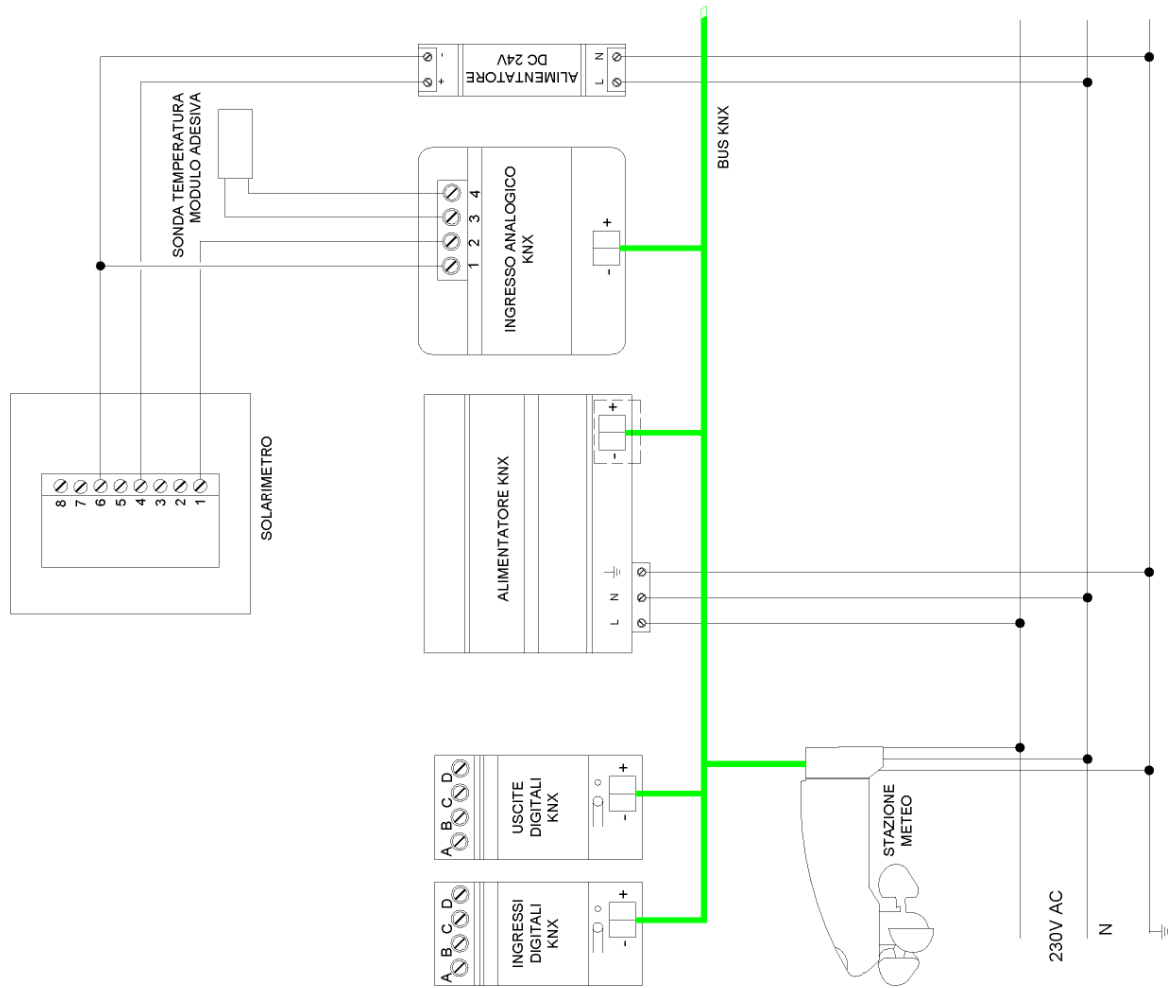 SONDA TEMPERATURA
MODULO ADESIVA
- +
ALIMENTATORE
DC 24V
N L
BUS KNX
1 2 3 4
INGRESSO ANALOGICO
KNX
- +
8 7 6 5 4 3 2 1
SOLARIMETRO
ALIMENTATORE KNX
- +
L N
A B C D
USCITE
DIGITALI
KNX
- +
A B C D
INGRESSI
DIGITALI
KNX
- +
STAZIONE
METEO
230V AC
N